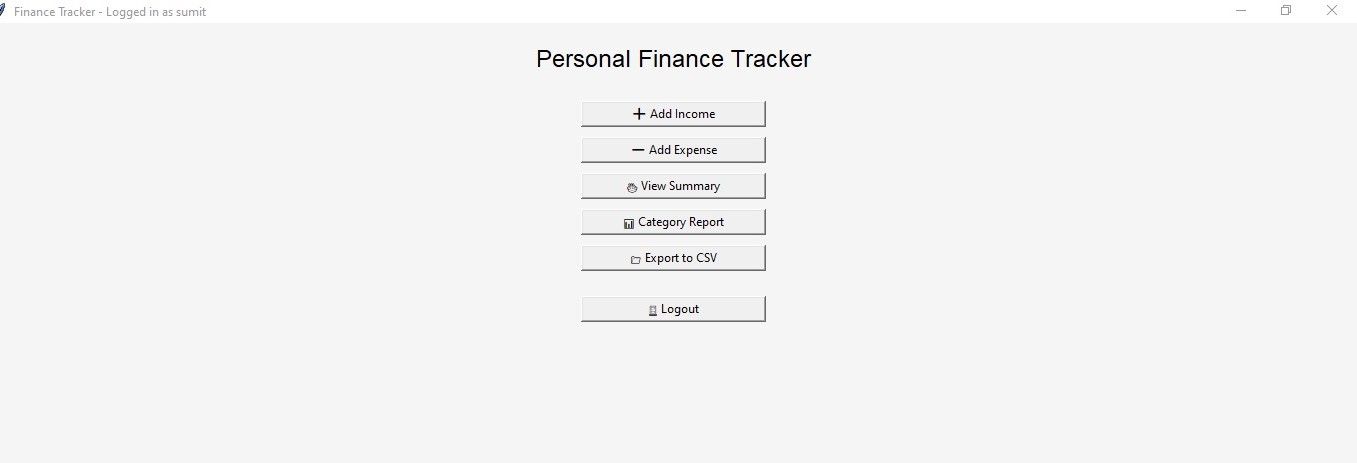 Finance Tracker - Logged in as sumit
Personal Finance Tracker
+ Add Income
− Add Expense
View Summary
Category Report
Export to CSV
Logout